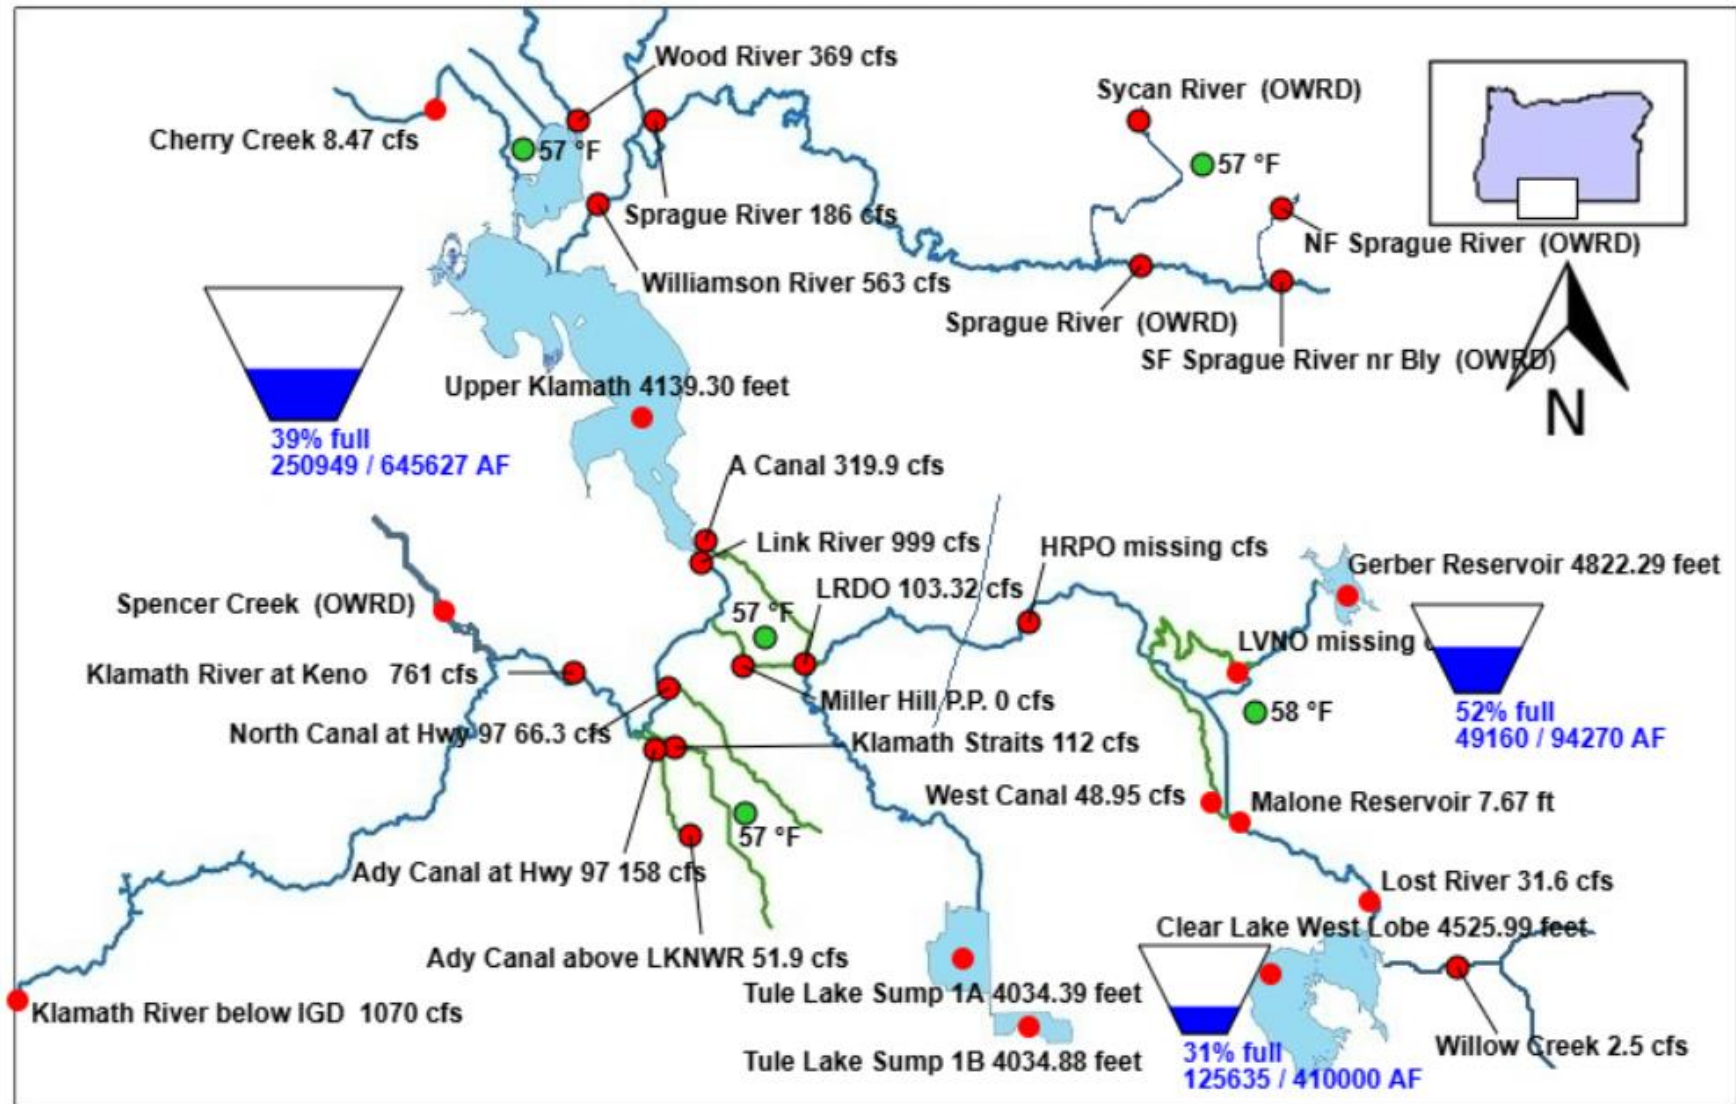 Wood River 369 cfs
Sycan River (OWRD)
Cherry Creek 8.47 cfs
57 °F
57 °F
Sprague River 186 cfs
NF Sprague River (OWRD)
Williamson River 563 cfs
Sprague River (OWRD)
SF Sprague River nr Bly (OWRD)
Upper Klamath 4139.30 feet
N
39% full
250949 / 645627 AF
A Canal 319.9 cfs
Link River 999 cfs
HRPO missing cfs
Gerber Reservoir 4822.29 feet
LRDO 103.32 cfs
Spencer Creek (OWRD)
57 °F
LVNO missing
Klamath River at Keno 761 cfs
Miller Hill P.P. 0 cfs
58 °F
52% full
49160 / 94270 AF
North Canal at Hwy 97 66.3 cfs
Klamath Straits 112 cfs
West Canal 48.95 cfs
Malone Reservoir 7.67 ft
57 °F
Ady Canal at Hwy 97 158 cfs
Lost River 31.6 cfs
Clear Lake West Lobe 4525.99 feet
Ady Canal above LKNWR 51.9 cfs
Tule Lake Sump 1A 4034.39 feet
Klamath River below IGD 1070 cfs
Willow Creek 2.5 cfs
Tule Lake Sump 1B 4034.88 feet
31% full
125635 / 410000 AF